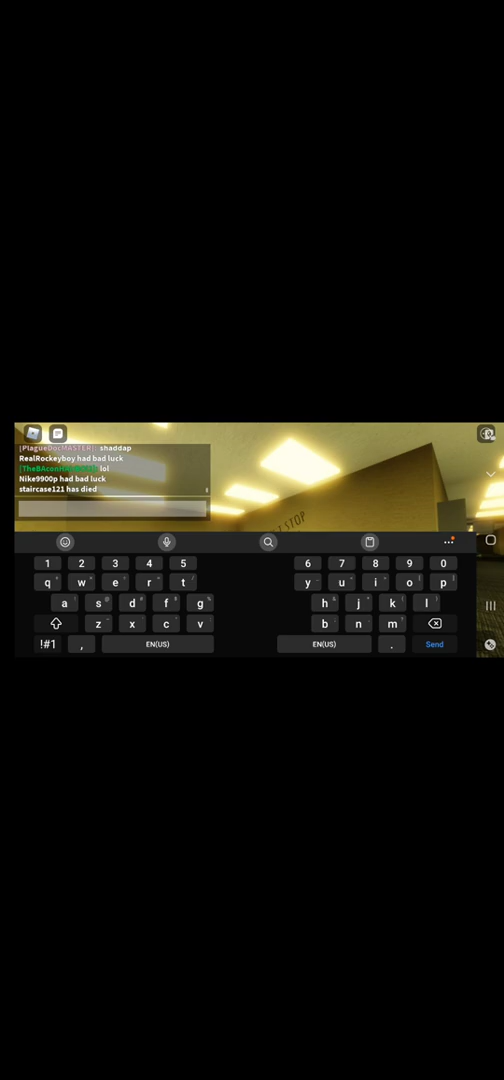 [PlagueDocMASTER]: shaddap
RealRockeyboy had bad luck
lol
Nike9900p had bad luck
staircase121 has died
STOP
1 2 3 4 5 6 7 8 9 0
q w e r t y u i o p
a s d f g h j k l
z x c v b n m
!#1 , EN(US) EN(US) . Send